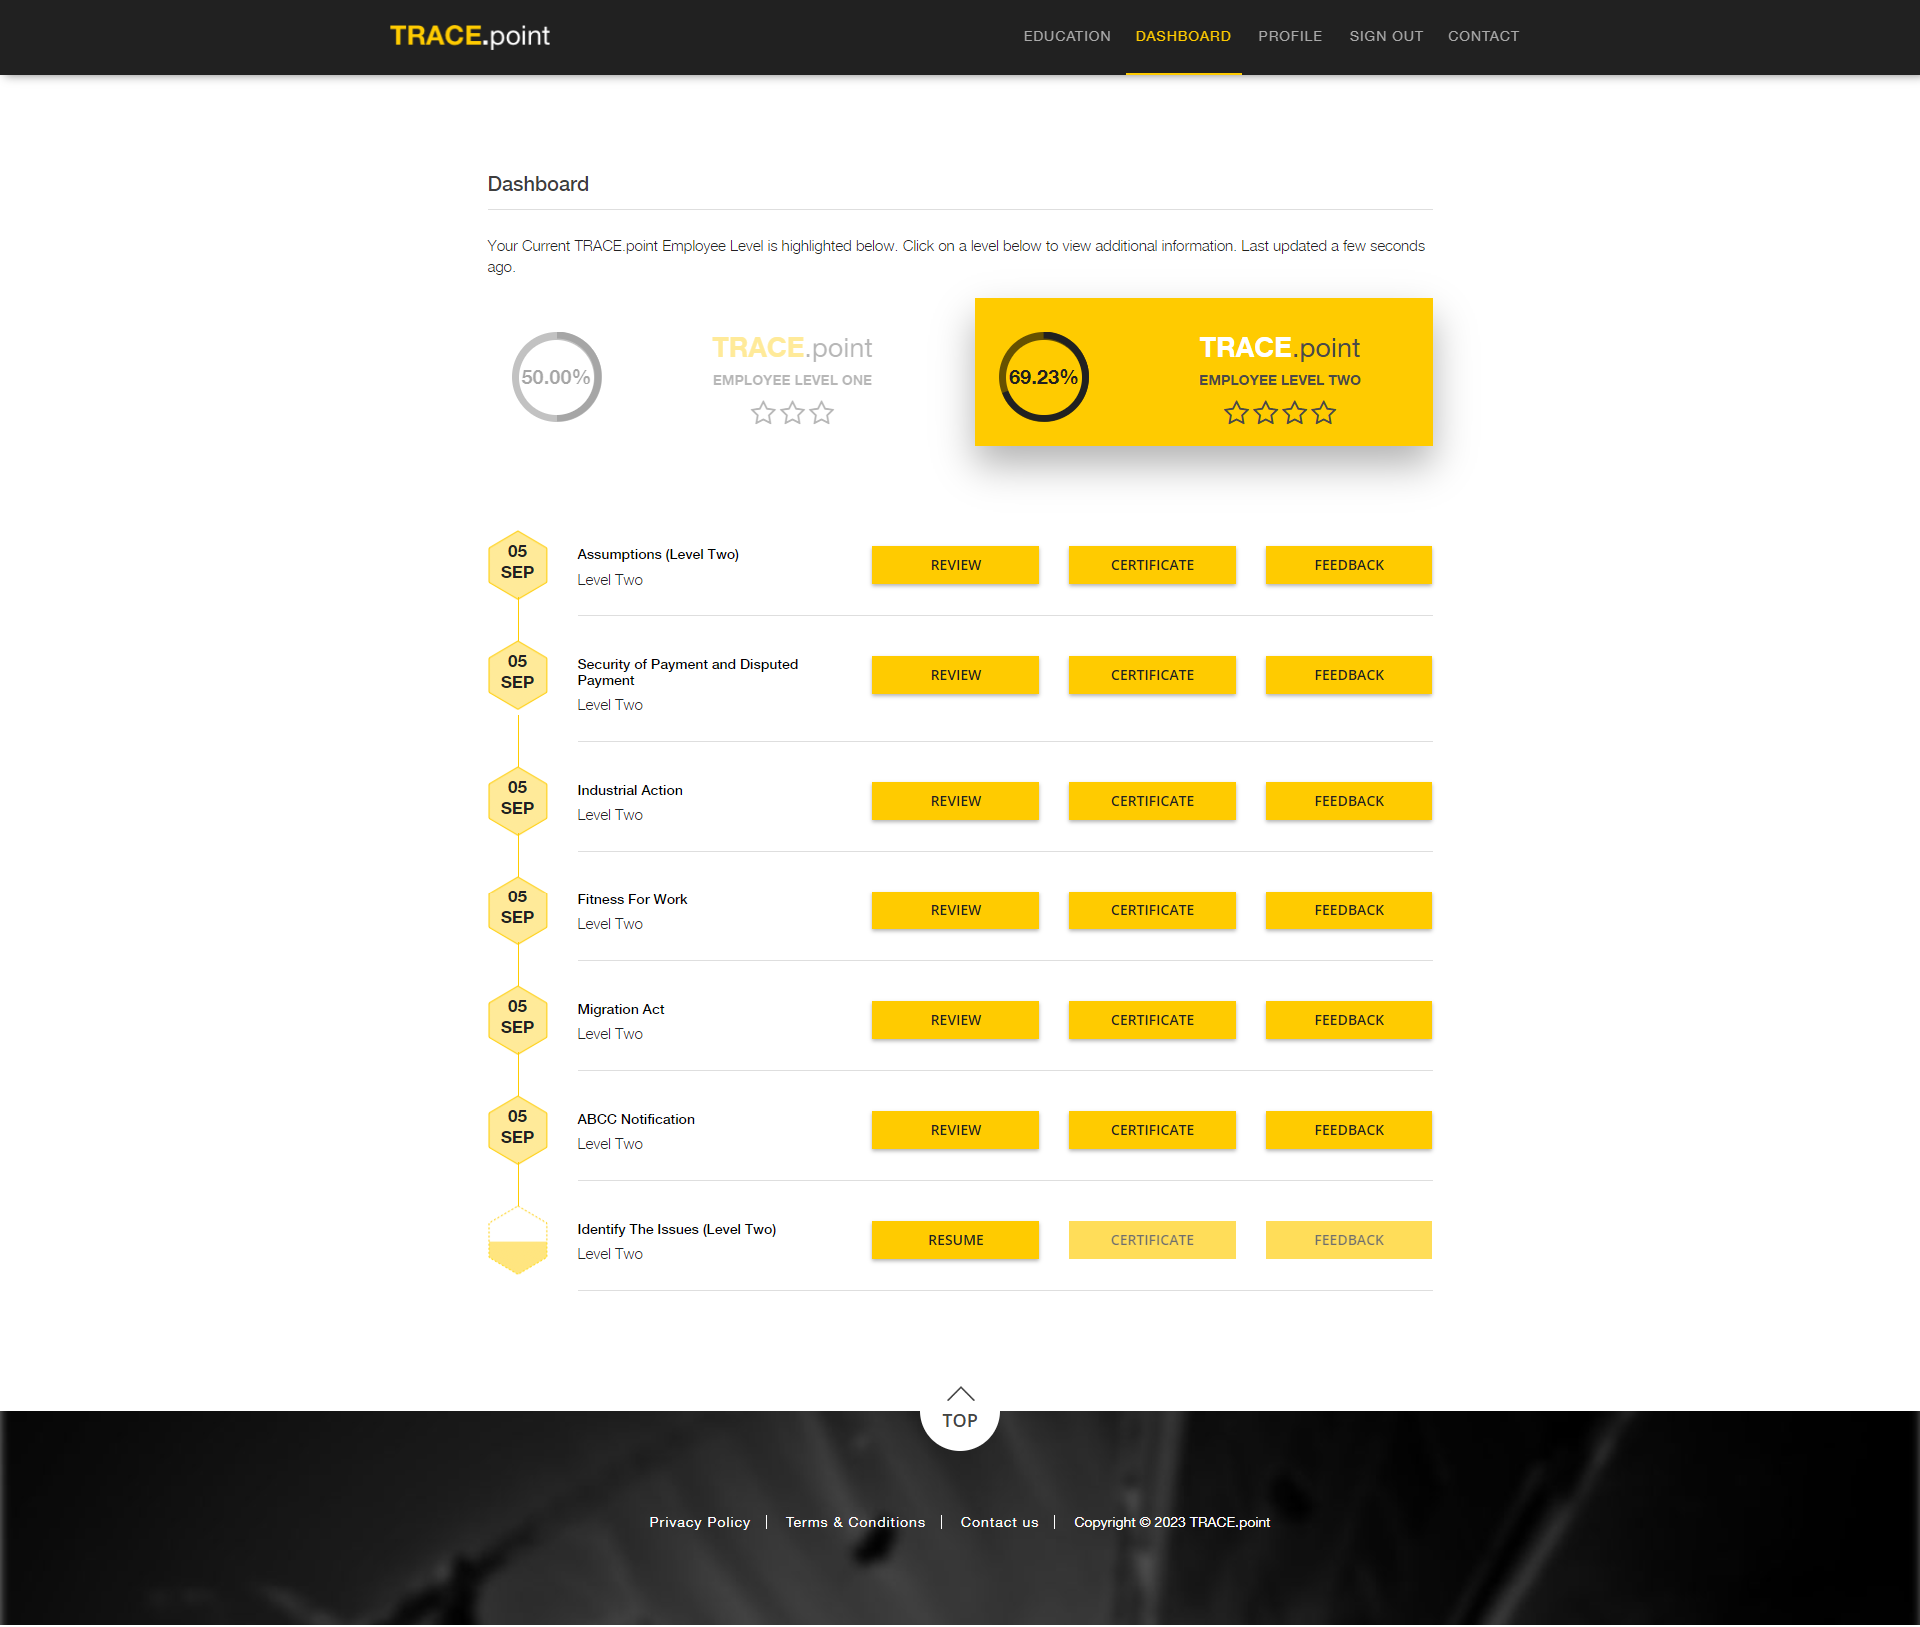 TRACE.point
EDUCATION DASHBOARD PROFILE SIGN OUT CONTACT
Dashboard
Your Current TRACE.point Employee Level is highlighted below. Click on a level below to view additional information. Last updated a few seconds
ago.
50.00%
TRACE.point
EMPLOYEE LEVEL ONE
69.23%
TRACE.point
EMPLOYEE LEVEL TWO
05
SEP
Assumptions (Level Two)
Level Two
REVIEW CERTIFICATE FEEDBACK
05
SEP
Security of Payment and Disputed
Payment
Level Two
REVIEW CERTIFICATE FEEDBACK
05
SEP
Industrial Action
Level Two
REVIEW CERTIFICATE FEEDBACK
05
SEP
Fitness For Work
Level Two
REVIEW CERTIFICATE FEEDBACK
05
SEP
Migration Act
Level Two
REVIEW CERTIFICATE FEEDBACK
05
SEP
ABCC Notification
Level Two
REVIEW CERTIFICATE FEEDBACK
Identify The Issues (Level Two)
Level Two
RESUME CERTIFICATE FEEDBACK
TOP
Privacy Policy | Terms & Conditions | Contact us | Copyright © 2023 TRACE.point